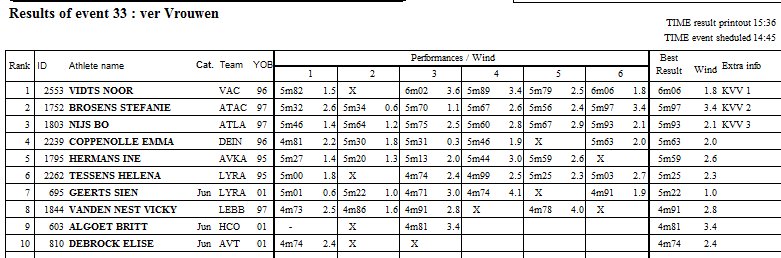 Results of event 33 : ver Vrouwen
TIME result printout 15:36
TIME event sheduled 14:45
Rank ID Athlete name Cat. Team YOB Performances / Wind Best Result Wind Extra info
1 2 3 4 5 6
1 2553 VIDTS NOOR VAC 96 5m82 1.5 X 6m02 3.6 5m89 3.4 5m79 2.5 6m06 1.8 6m06 1.8 KVV 1
2 1752 BROSENS STEFANIE ATAC 97 5m32 2.6 5m34 0.6 5m70 1.1 5m67 2.6 5m56 2.4 5m97 3.4 5m97 3.4 KVV 2
3 1803 NIJS BO ATLA 97 5m46 1.4 5m64 1.2 5m75 2.5 5m60 2.8 5m67 2.9 5m93 2.1 5m93 2.1 KVV 3
4 2239 COPPENOLLE EMMA DEIN 96 4m81 2.2 5m30 1.8 5m31 0.3 5m46 1.9 X 5m63 2.0 5m63 2.0
5 1795 HERMANS INE AVKA 95 5m27 1.4 5m20 1.3 5m13 2.0 5m44 3.0 5m59 2.6 X 5m59 2.6
6 2262 TESSENS HELENA LYRA 95 5m00 1.8 X 4m74 2.4 4m99 2.5 5m25 2.3 5m03 2.7 5m25 2.3
7 695 GEERTS SIEN Jun LYRA 01 5m01 0.6 5m22 1.0 4m71 3.0 4m74 4.1 X 4m91 1.9 5m22 1.0
8 1844 VANDEN NEST VICKY LEBB 97 4m73 2.5 4m86 1.6 4m91 2.8 X 4m78 4.0 X 4m91 2.8
9 603 ALGOET BRITT Jun HCO 01 - X 4m81 3.4 4m81 3.4
10 810 DEBROCK ELISE Jun AVT 01 4m74 2.4 X X 4m74 2.4